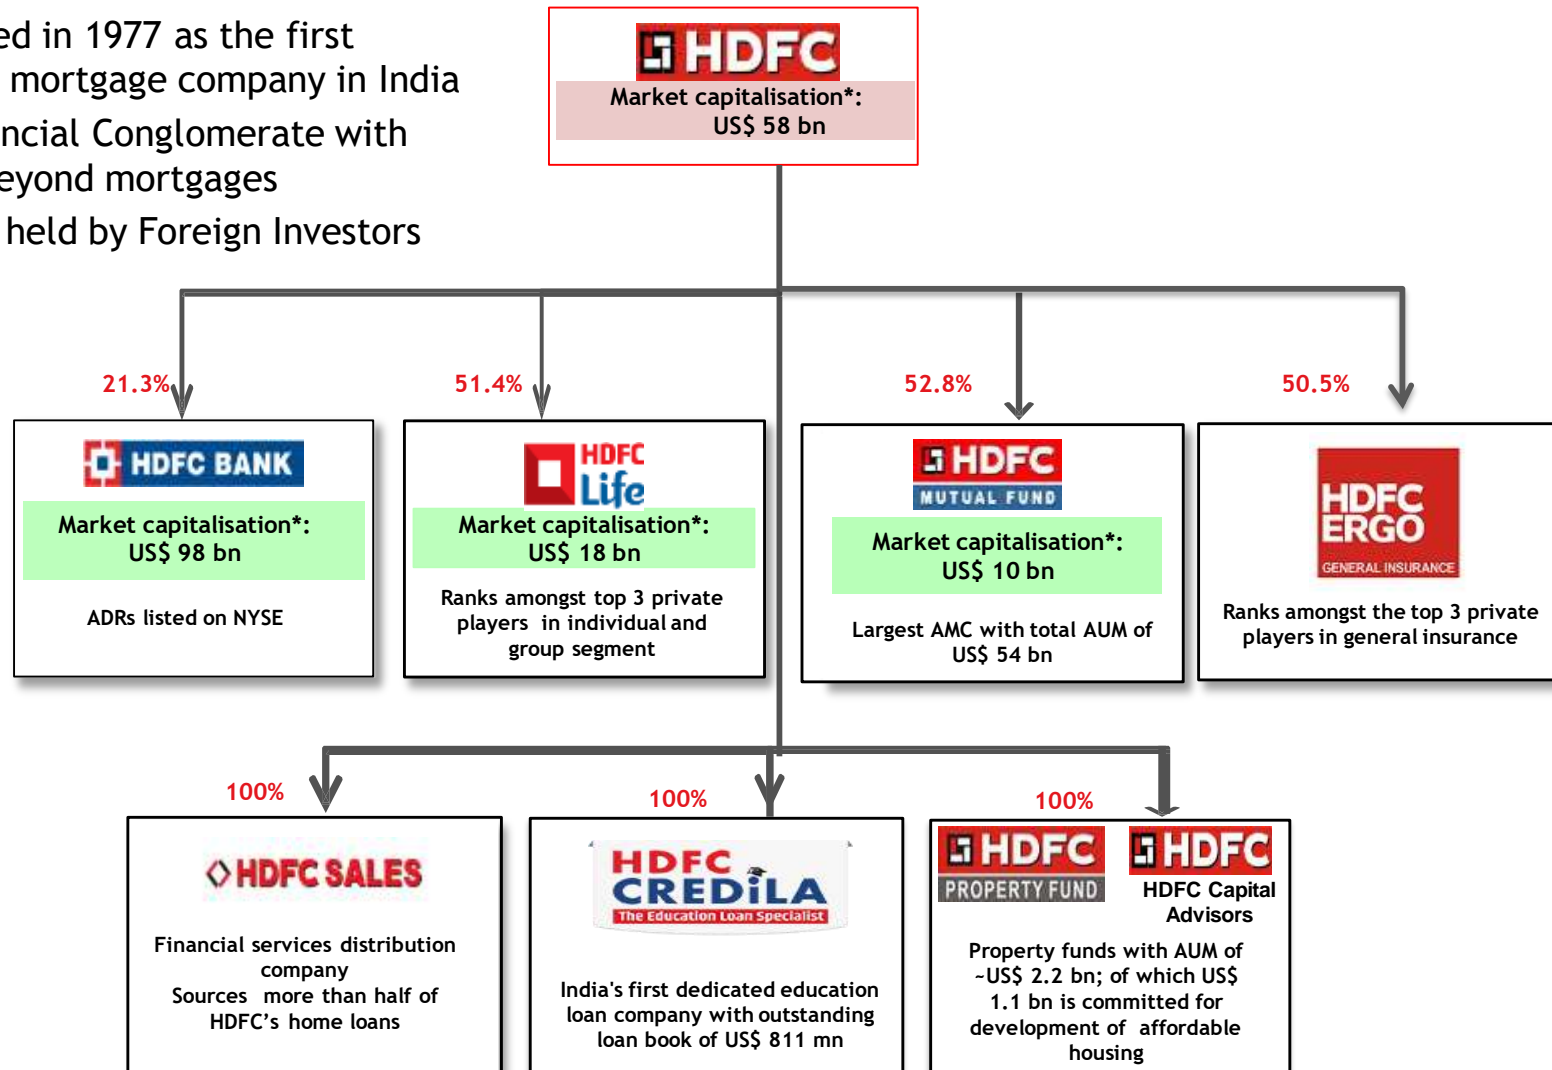 ed in 1977 as the first
mortgage company in India
ncial Conglomerate with
eyond mortgages
held by Foreign Investors
HDFC
Market capitalisation*:
US$ 58 bn
21.3%
51.4%
52.8%
50.5%
HDFC BANK
Market capitalisation*:
US$ 98 bn
ADRs listed on NYSE
HDFC
Life
Market capitalisation*:
US$ 18 bn
Ranks amongst top 3 private
players in individual and
group segment
HDFC
MUTUAL FUND
Market capitalisation*:
US$ 10 bn
Largest AMC with total AUM of
US$ 54 bn
HDFC
ERGO
GENERAL INSURANCE
Ranks amongst the top 3 private
players in general insurance
100%
100%
100%
HDFC SALES
Financial services distribution
company
Sources more than half of
HDFC’s home loans
HDFC
CREDiLA
The Education Loan Specialist
India's first dedicated education
loan company with outstanding
loan book of US$ 811 mn
HDFC
PROPERTY FUND
HDFC
HDFC Capital
Advisors
Property funds with AUM of
~US$ 2.2 bn; of which US$
1.1 bn is committed for
development of affordable
housing